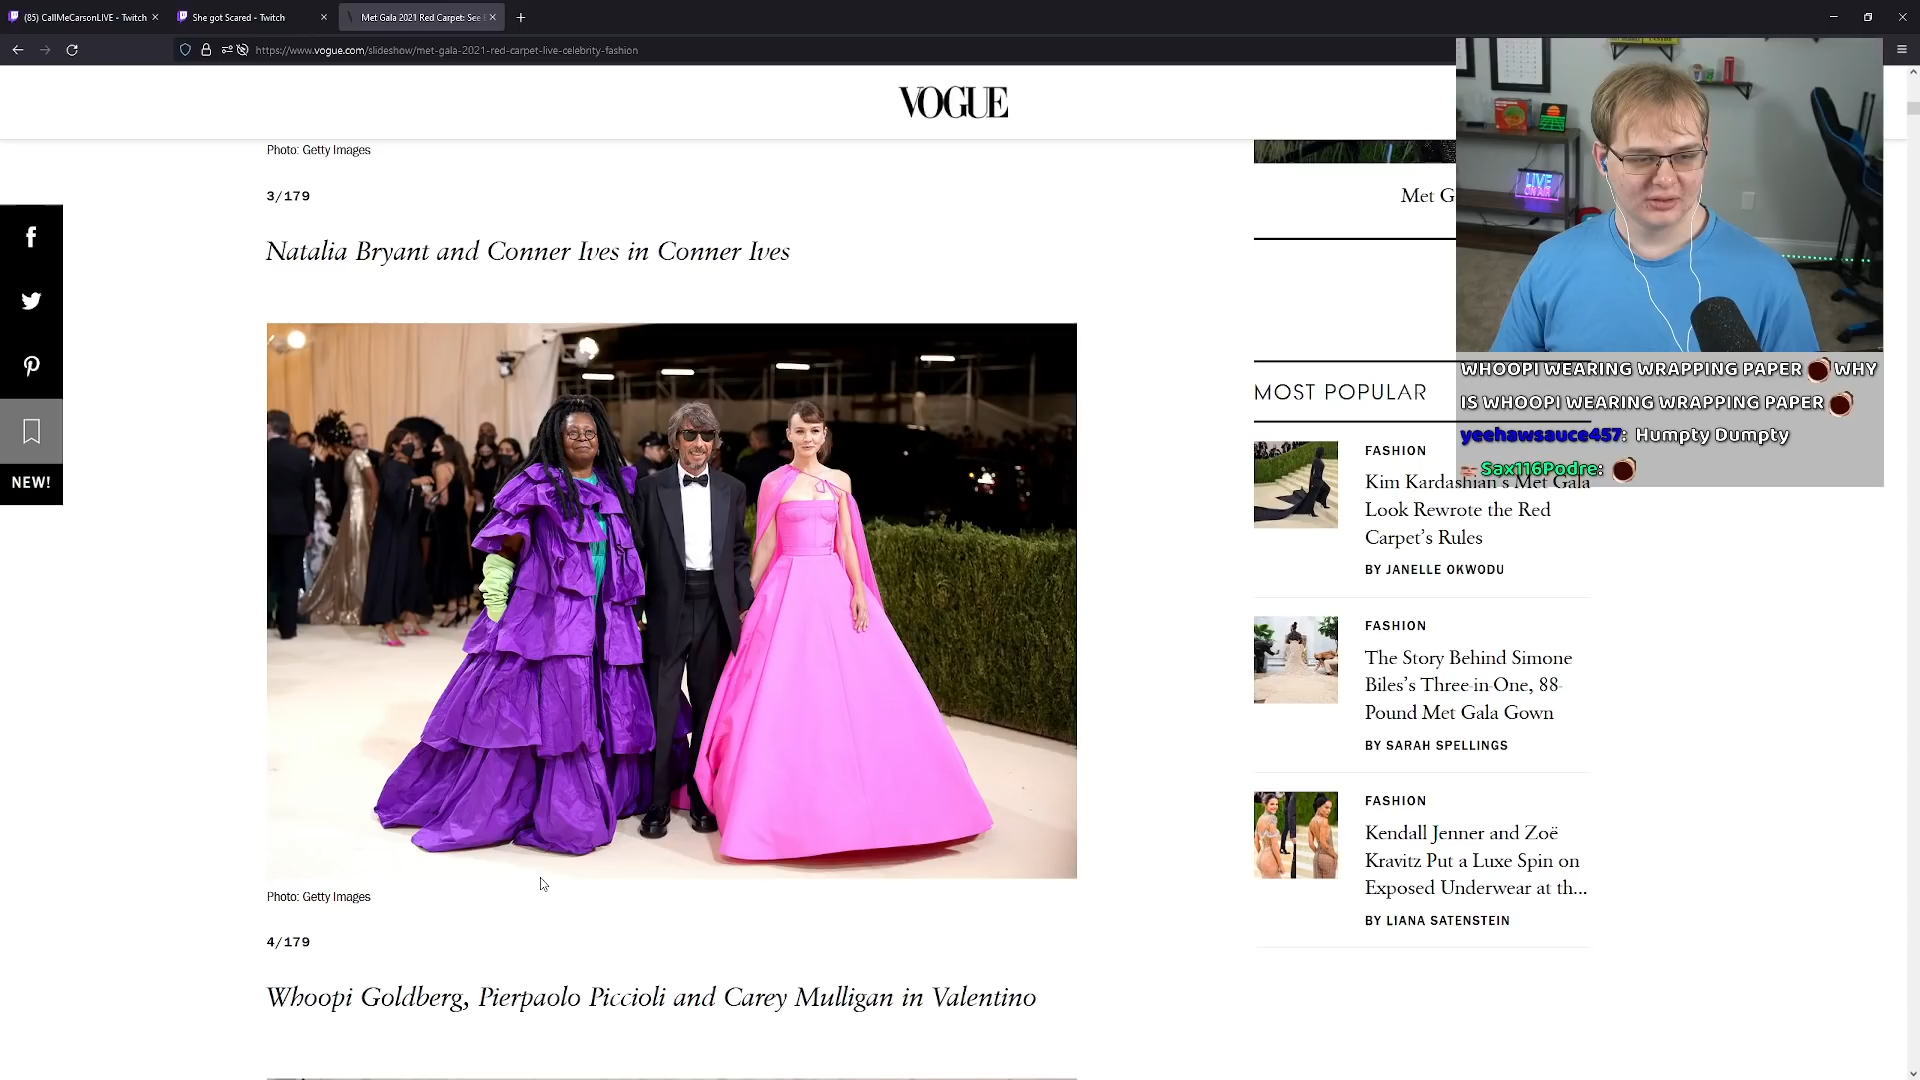 (85) CallMeCarsonLIVE - Twitch
She got Scared - Twitch
Met Gala 2021 Red Carpet: See
https://www.vogue.com/slideshow/met-gala-2021-red-carpet-live-celebrity-fashion
VOGUE
Photo: Getty Images
3/179
Natalia Bryant and Conner Ives in Conner Ives
NEW!
Photo: Getty Images
4/179
Whoopi Goldberg, Pierpaolo Piccioli and Carey Mulligan in Valentino
Met G
MOST POPULAR
FASHION
Kim Kardashian's Met Gala
Look Rewrote the Red
Carpet's Rules
BY JANELLE OKWODU
FASHION
The Story Behind Simone
Biles's Three-in-One, 88-
Pound Met Gala Gown
BY SARAH SPELLINGS
FASHION
Kendall Jenner and Zoë
Kravitz Put a Luxe Spin on
Exposed Underwear at th...
BY LIANA SATENSTEIN
LIVE
ON AIR
WHOOPI WEARING WRAPPING PAPER WHY
IS WHOOPI WEARING WRAPPING PAPER
yeehawsauce457: Humpty Dumpty
Sax116Podre: